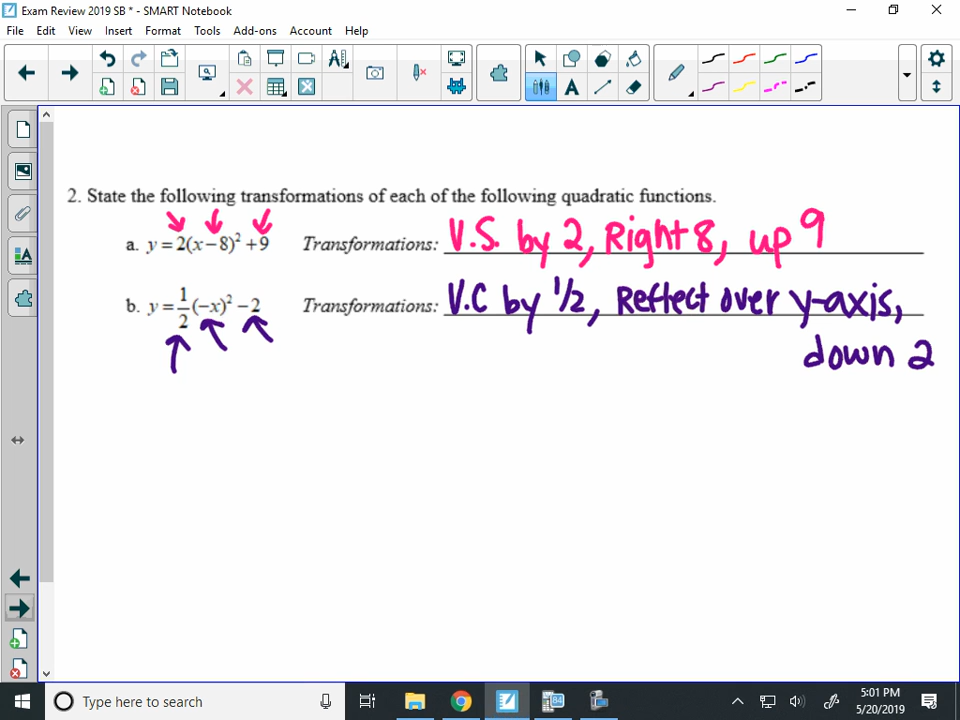 Exam Review 2019 SB * - SMART Notebook
File Edit View Insert Format Tools Add-ons Account Help
2. State the following transformations of each of the following quadratic functions.
a. y = 2(x − 8)² + 9 Transformations: V.S. by 2, Right 8, up 9
b. y = 1/2 (−x)² − 2 Transformations: V.C by 1/2, Reflect over y-axis,
down 2
Type here to search
84
5:01 PM
5/20/2019